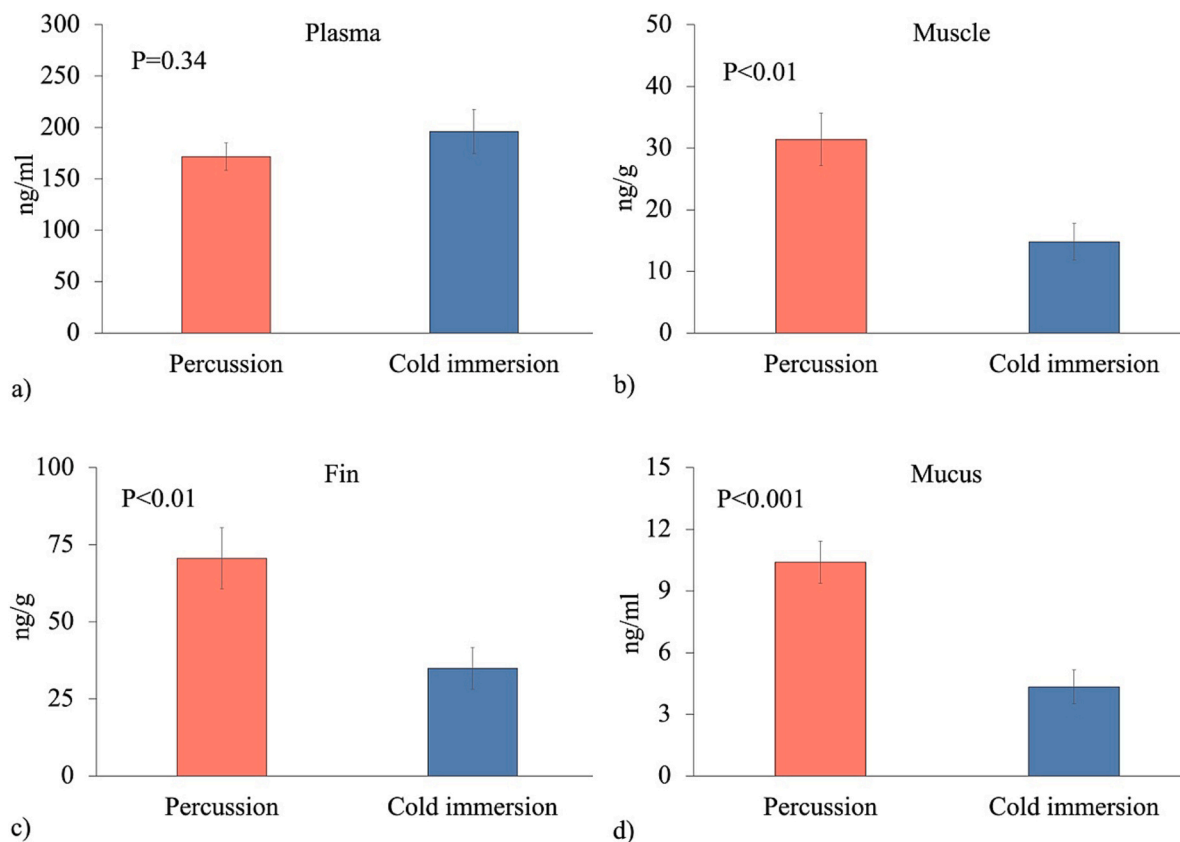 Plasma
P=0.34
300
250
200
150
100
50
0
ng/ml
Percussion Cold immersion
a)
Muscle
P<0.01
50
40
30
20
10
0
ng/g
Percussion Cold immersion
b)
Fin
P<0.01
100
75
50
25
0
ng/g
Percussion Cold immersion
c)
Mucus
P<0.001
15
12
9
6
3
0
ng/ml
Percussion Cold immersion
d)